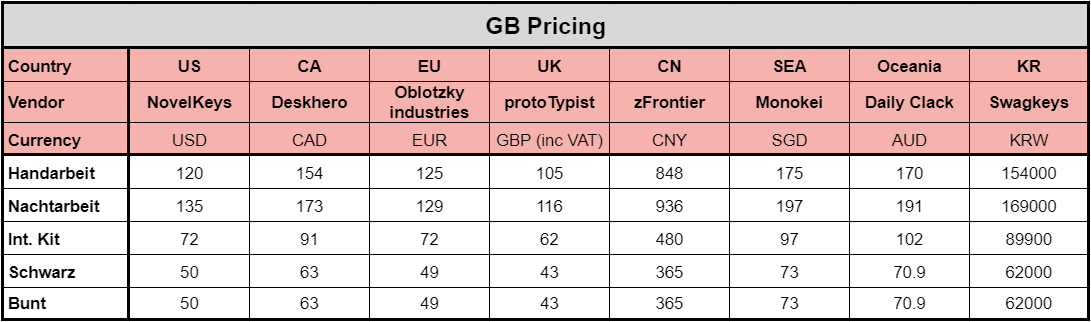 GB Pricing
Country US CA EU UK CN SEA Oceania KR
Vendor NovelKeys Deskhero Oblotzky industries protoTypist zFrontier Monokei Daily Clack Swagkeys
Currency USD CAD EUR GBP (inc VAT) CNY SGD AUD KRW
Handarbeit 120 154 125 105 848 175 170 154000
Nachtarbeit 135 173 129 116 936 197 191 169000
Int. Kit 72 91 72 62 480 97 102 89900
Schwarz 50 63 49 43 365 73 70.9 62000
Bunt 50 63 49 43 365 73 70.9 62000